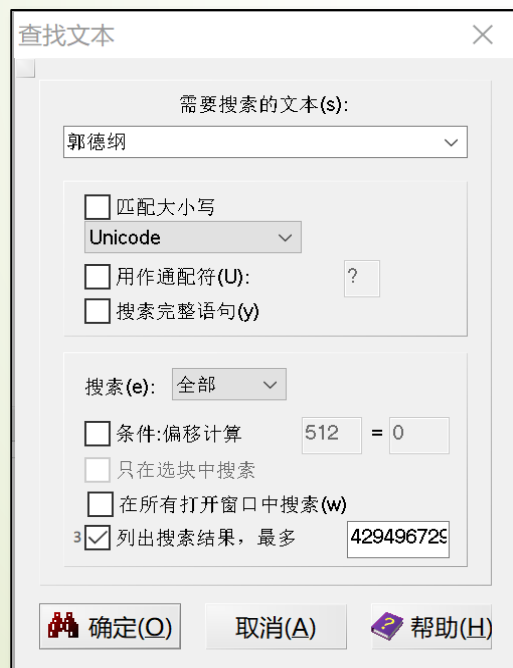 查找文本
需要搜索的文本(s):
郭德纲
匹配大小写
Unicode
用作通配符(U): ?
搜索完整语句(y)
搜索(e): 全部
条件:偏移计算 512 = 0
只在选块中搜索
在所有打开窗口中搜索(w)
3 列出搜索结果，最多 429496729
确定(O) 取消(A) 帮助(H)